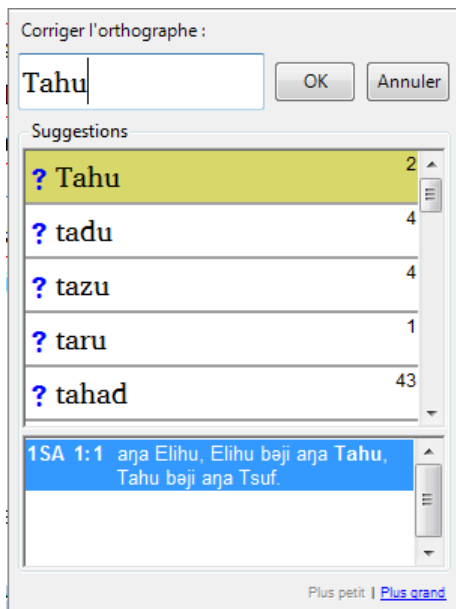 Corriger l'orthographe :
Tahu
OK
Annuler
Suggestions
? Tahu 2
? tadu 4
? tazu 4
? taru 1
? tahad 43
1SA 1:1 aŋa Elihu, Elihu bəji aŋa Tahu,
Tahu bəji aŋa Tsuf.
Plus petit | Plus grand